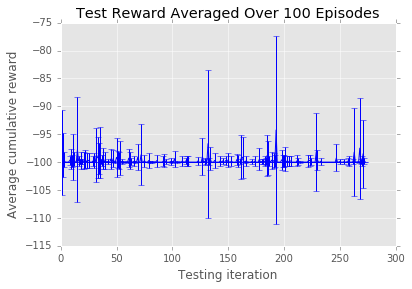 Test Reward Averaged Over 100 Episodes
Average cumulative reward
−75
−80
−85
−90
−95
−100
−105
−110
−115
0 50 100 150 200 250 300
Testing iteration